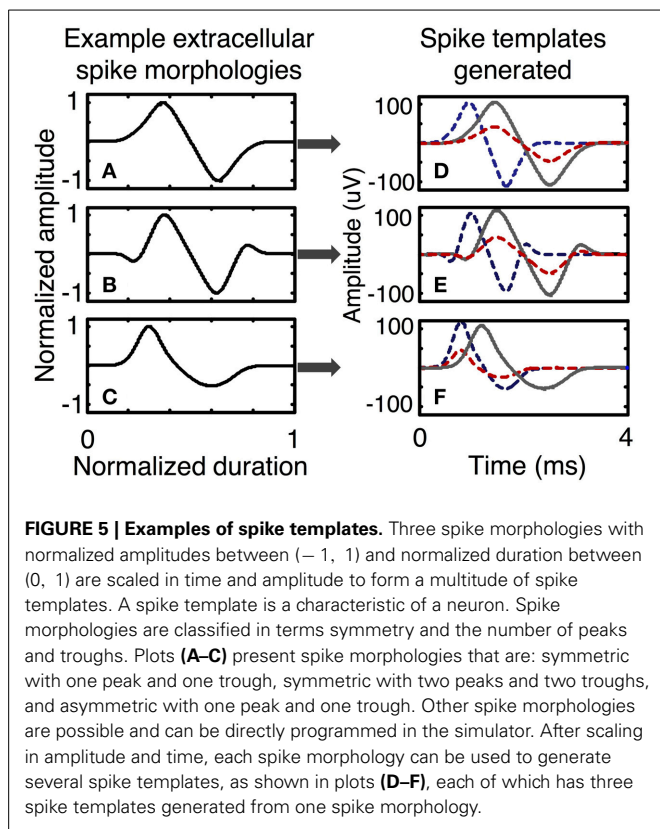 Example extracellular
spike morphologies
Spike templates
generated
Normalized amplitude
1
-1
A
1
-1
B
1
-1
C
0
1
Normalized duration
Amplitude (uV)
100
-100
D
100
-100
E
100
-100
F
0
4
Time (ms)
FIGURE 5 | Examples of spike templates. Three spike morphologies with
normalized amplitudes between (− 1, 1) and normalized duration between
(0, 1) are scaled in time and amplitude to form a multitude of spike
templates. A spike template is a characteristic of a neuron. Spike
morphologies are classified in terms symmetry and the number of peaks
and troughs. Plots (A–C) present spike morphologies that are: symmetric
with one peak and one trough, symmetric with two peaks and two troughs,
and asymmetric with one peak and one trough. Other spike morphologies
are possible and can be directly programmed in the simulator. After scaling
in amplitude and time, each spike morphology can be used to generate
several spike templates, as shown in plots (D–F), each of which has three
spike templates generated from one spike morphology.